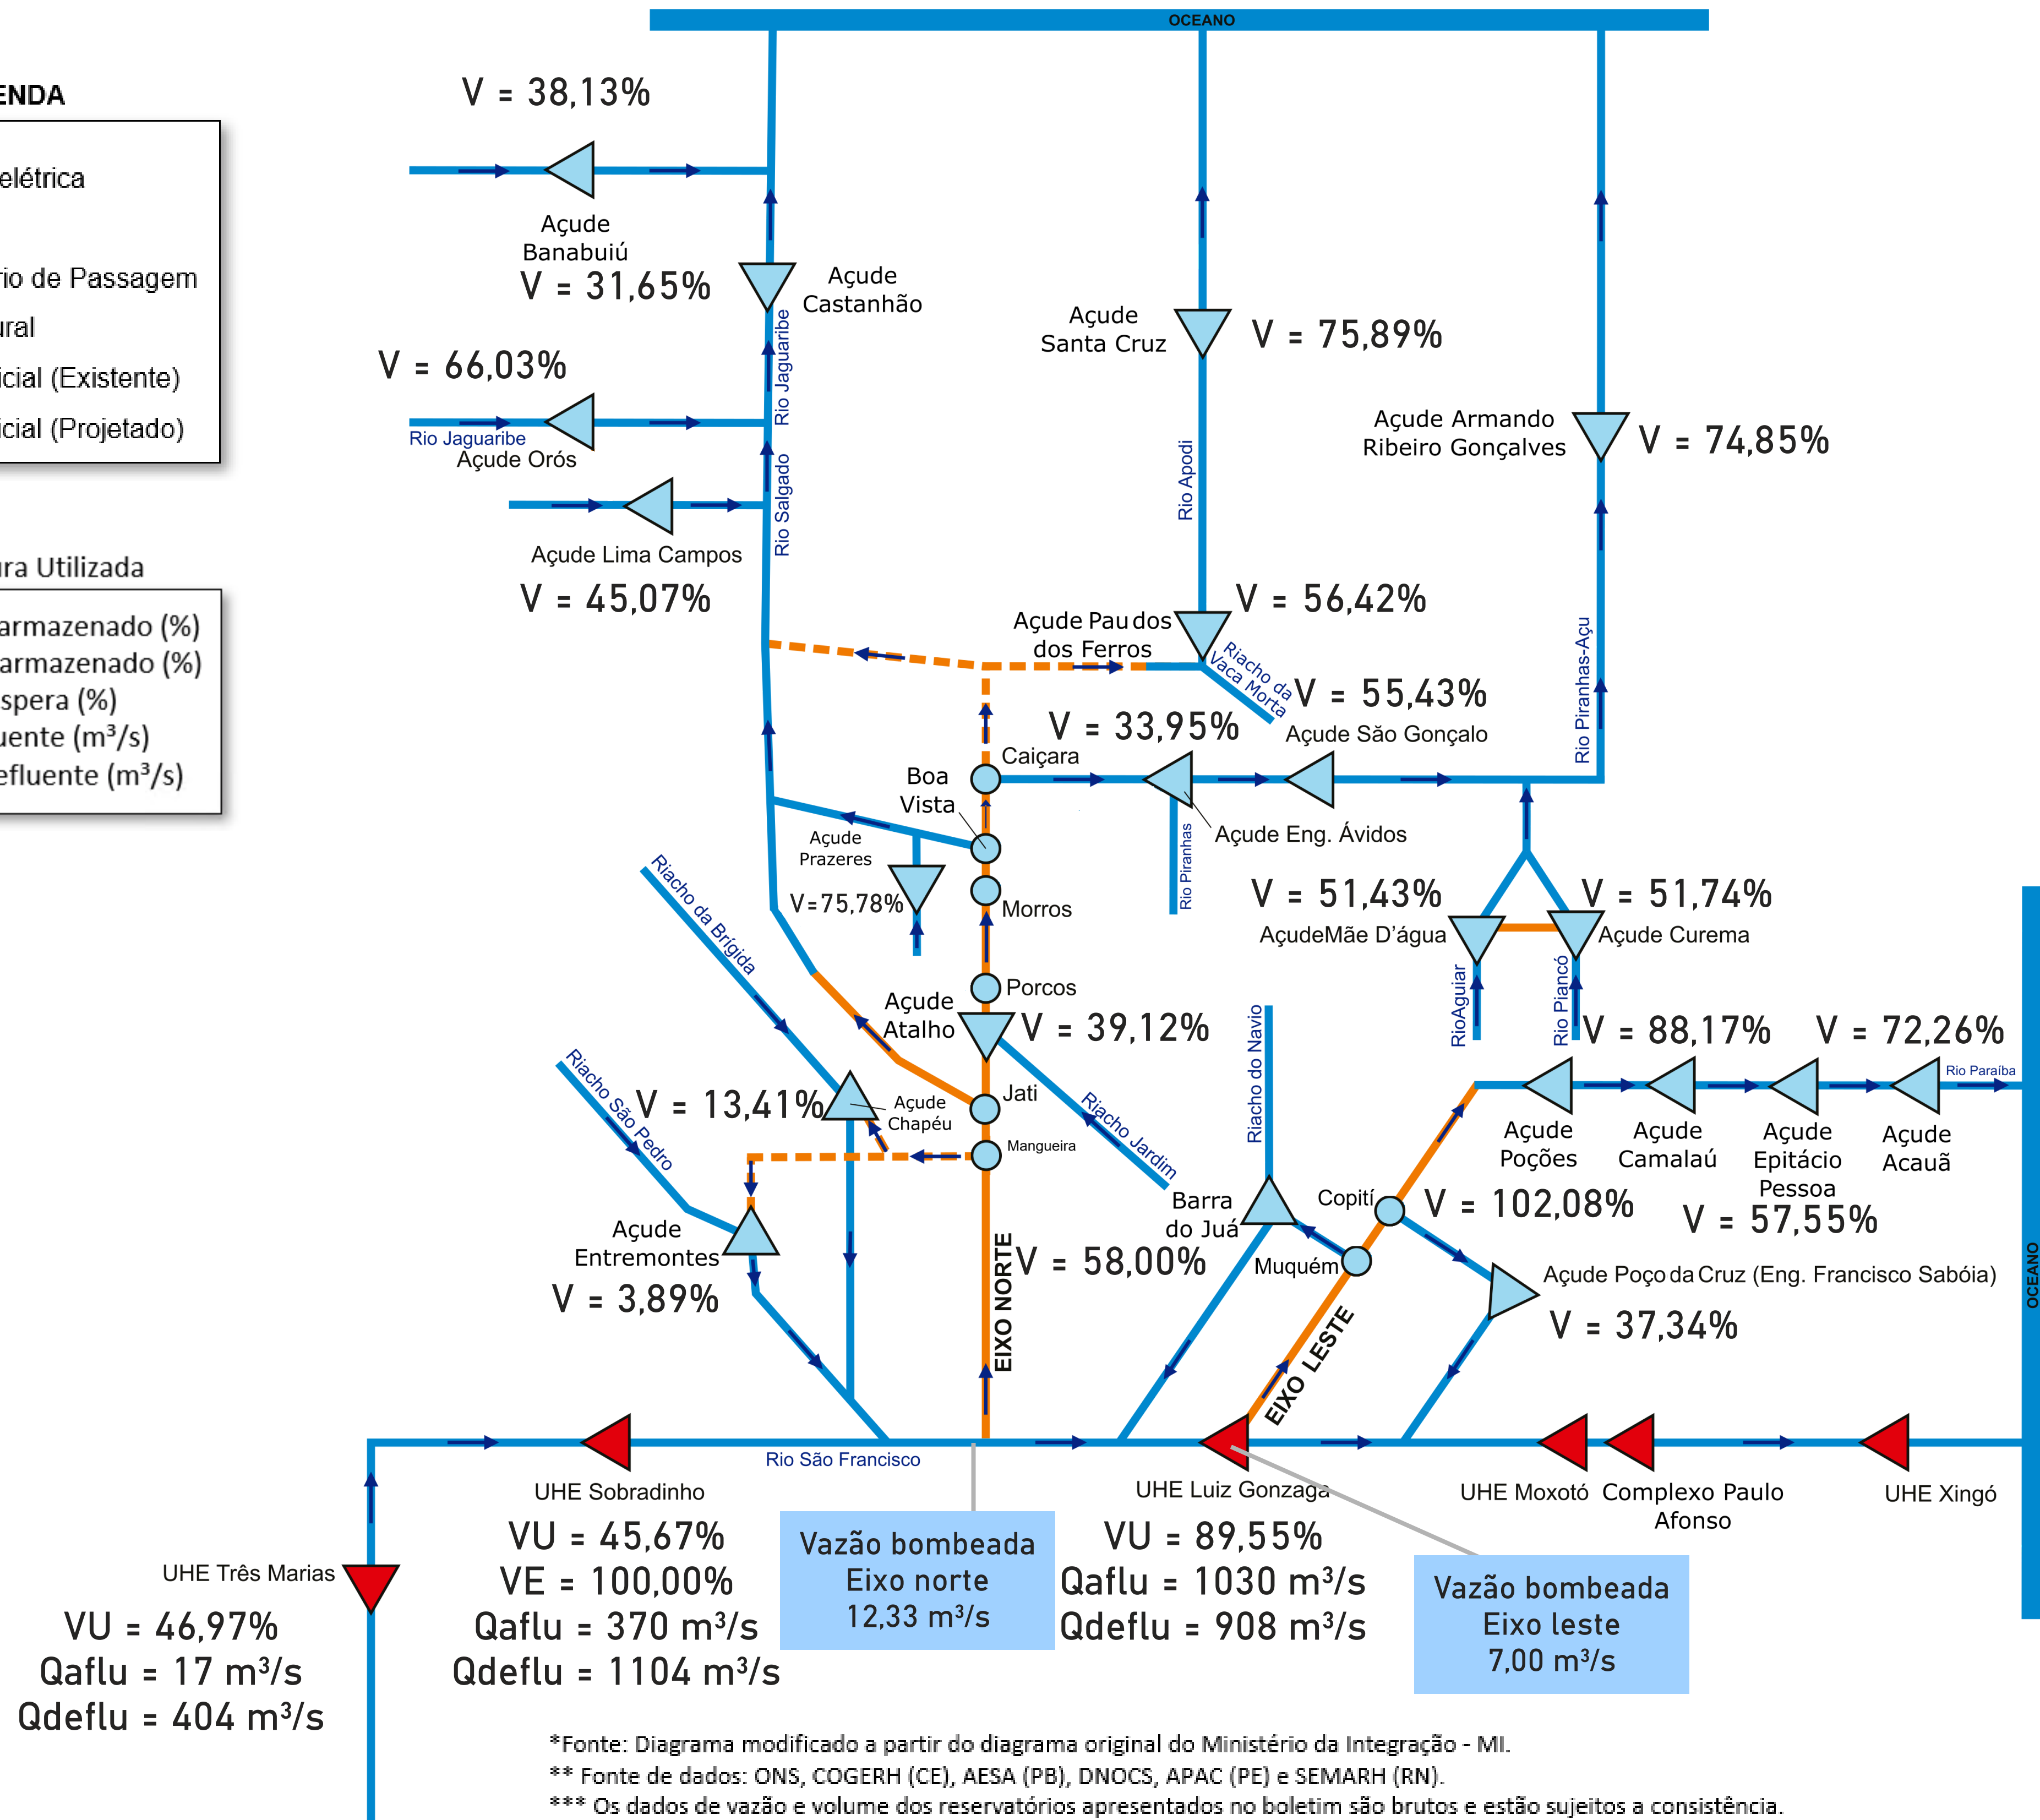 OCEANO
V = 38,13%
ENDA
elétrica
rio de Passagem
ural
icial (Existente)
icial (Projetado)
Açude
Banabuiú
V = 31,65%
Açude
Castanhão
Rio Jaguaribe
V = 66,03%
Rio Jaguaribe
Açude Orós
Rio Salgado
Açude Lima Campos
V = 45,07%
Açude
Santa Cruz
V = 75,89%
Rio Apodi
Açude Armando
Ribeiro Gonçalves
V = 74,85%
Rio Piranhas-Açu
ura Utilizada
armazenado (%)
armazenado (%)
spera (%)
uente (m³/s)
efluente (m³/s)
Açude Pau dos
dos Ferros
V = 56,42%
Riacho da
Vaca Morta
V = 55,43%
Açude São Gonçalo
V = 33,95%
Caiçara
Boa
Vista
Açude Eng. Ávidos
Rio Piranhas
Açude
Prazeres
V=75,78%
Morros
Riacho da Brígida
V = 51,43%
AçudeMãe D'água
V = 51,74%
Açude Curema
RioAguiar
Rio Piancó
Porcos
Açude
Atalho
V = 39,12%
Riacho do Navio
V = 88,17%
V = 72,26%
Rio Paraíba
Riacho São Pedro
V = 13,41%
Açude
Chapéu
Jati
Mangueira
Riacho Jardim
Açude
Poções
Açude
Camalaú
Açude
Epitácio
Pessoa
Açude
Acauã
V = 102,08%
V = 57,55%
Barra
do Juá
Copití
Açude
Entremontes
V = 3,89%
EIXO NORTE
V = 58,00%
Muquém
Açude Poço da Cruz (Eng. Francisco Sabóia)
V = 37,34%
EIXO LESTE
OCEANO
Rio São Francisco
UHE Sobradinho
VU = 45,67%
VE = 100,00%
Qaflu = 370 m³/s
Qdeflu = 1104 m³/s
Vazão bombeada
Eixo norte
12,33 m³/s
UHE Luiz Gonzaga
VU = 89,55%
Qaflu = 1030 m³/s
Qdeflu = 908 m³/s
Vazão bombeada
Eixo leste
7,00 m³/s
UHE Moxotó
Complexo Paulo
Afonso
UHE Xingó
UHE Três Marias
VU = 46,97%
Qaflu = 17 m³/s
Qdeflu = 404 m³/s
*Fonte: Diagrama modificado a partir do diagrama original do Ministério da Integração - MI.
** Fonte de dados: ONS, COGERH (CE), AESA (PB), DNOCS, APAC (PE) e SEMARH (RN).
*** Os dados de vazão e volume dos reservatórios apresentados no boletim são brutos e estão sujeitos a consistência.